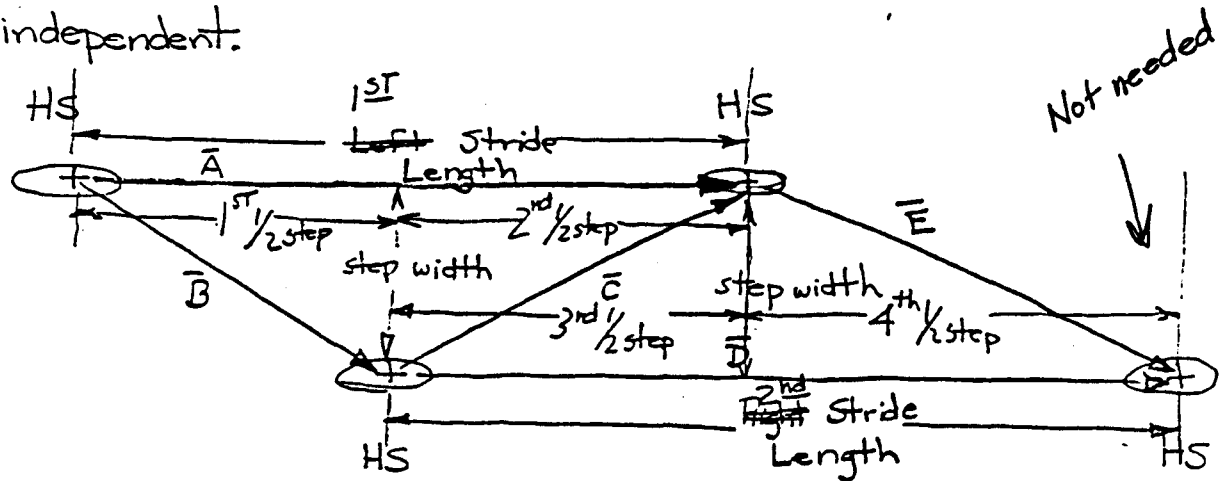 independent.
Not needed
HS
1ST
HS
Left Stride
Length
A
1ST 1/2 step
2nd 1/2 step
E
step width
B
C
step width
3rd 1/2 step
4th 1/2 step
D
2nd
Right Stride
Length
HS
HS